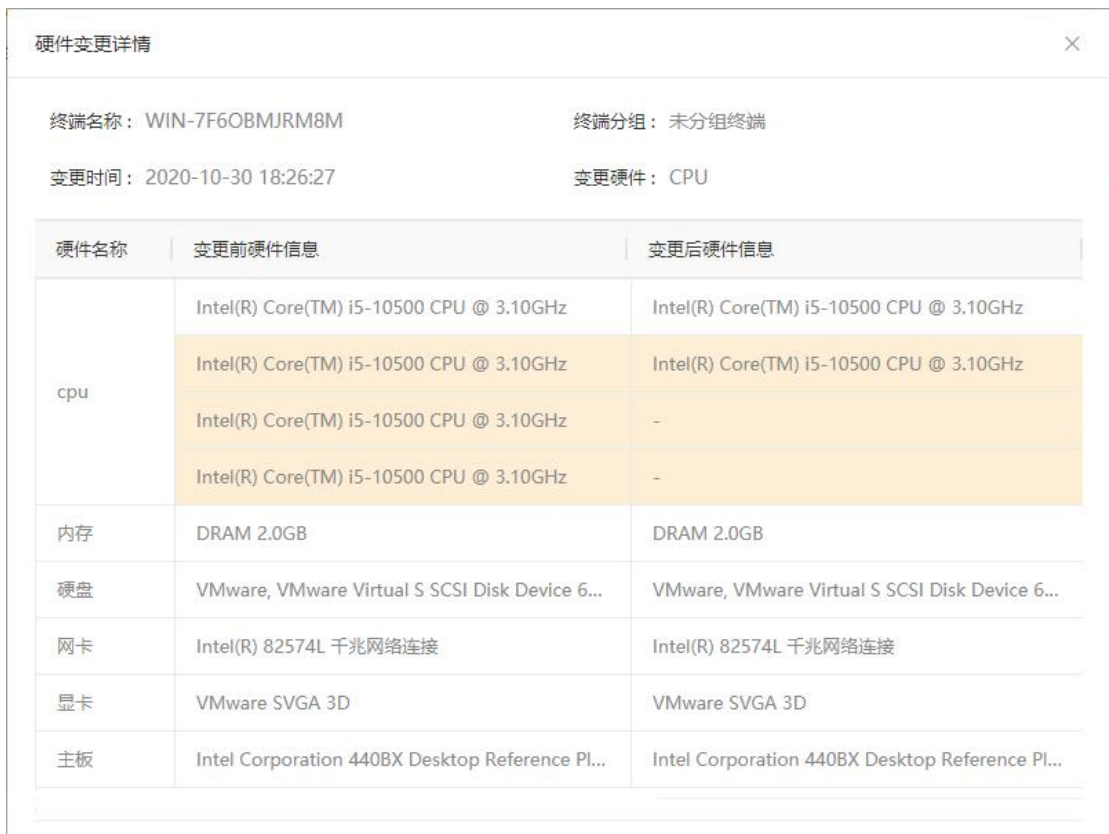 硬件变更详情
终端名称： WIN-7F6OBMJRM8M 终端分组： 未分组终端
变更时间： 2020-10-30 18:26:27 变更硬件： CPU
硬件名称 变更前硬件信息 变更后硬件信息
Intel(R) Core(TM) i5-10500 CPU @ 3.10GHz Intel(R) Core(TM) i5-10500 CPU @ 3.10GHz
Intel(R) Core(TM) i5-10500 CPU @ 3.10GHz Intel(R) Core(TM) i5-10500 CPU @ 3.10GHz
cpu
Intel(R) Core(TM) i5-10500 CPU @ 3.10GHz -
Intel(R) Core(TM) i5-10500 CPU @ 3.10GHz -
内存 DRAM 2.0GB DRAM 2.0GB
硬盘 VMware, VMware Virtual S SCSI Disk Device 6... VMware, VMware Virtual S SCSI Disk Device 6...
网卡 Intel(R) 82574L 千兆网络连接 Intel(R) 82574L 千兆网络连接
显卡 VMware SVGA 3D VMware SVGA 3D
主板 Intel Corporation 440BX Desktop Reference Pl... Intel Corporation 440BX Desktop Reference Pl...